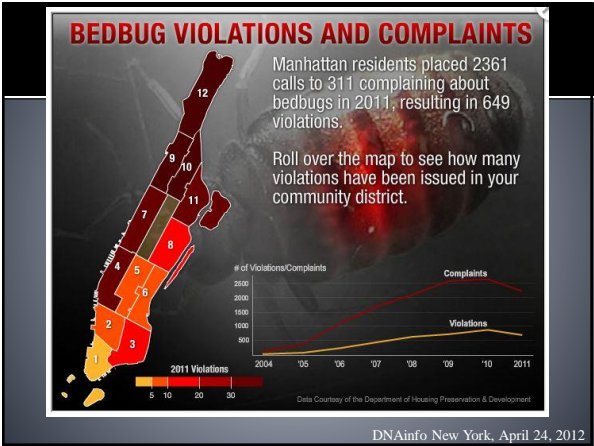 BEDBUG VIOLATIONS AND COMPLAINTS
Manhattan residents placed 2361
calls to 311 complaining about
bedbugs in 2011, resulting in 649
violations.
Roll over the map to see how many
violations have been issued in your
community district.
12
9
10
11
7
8
4
5
6
2
3
1
2011 Violations
5 10 20 30
# of Violations/Complaints
2500
2000
1500
1000
500
Complaints
Violations
2004 '05 '06 '07 '08 '09 '10 2011
Data Courtesy of the Department of Housing Preservation & Development
DNAinfo New York, April 24, 2012